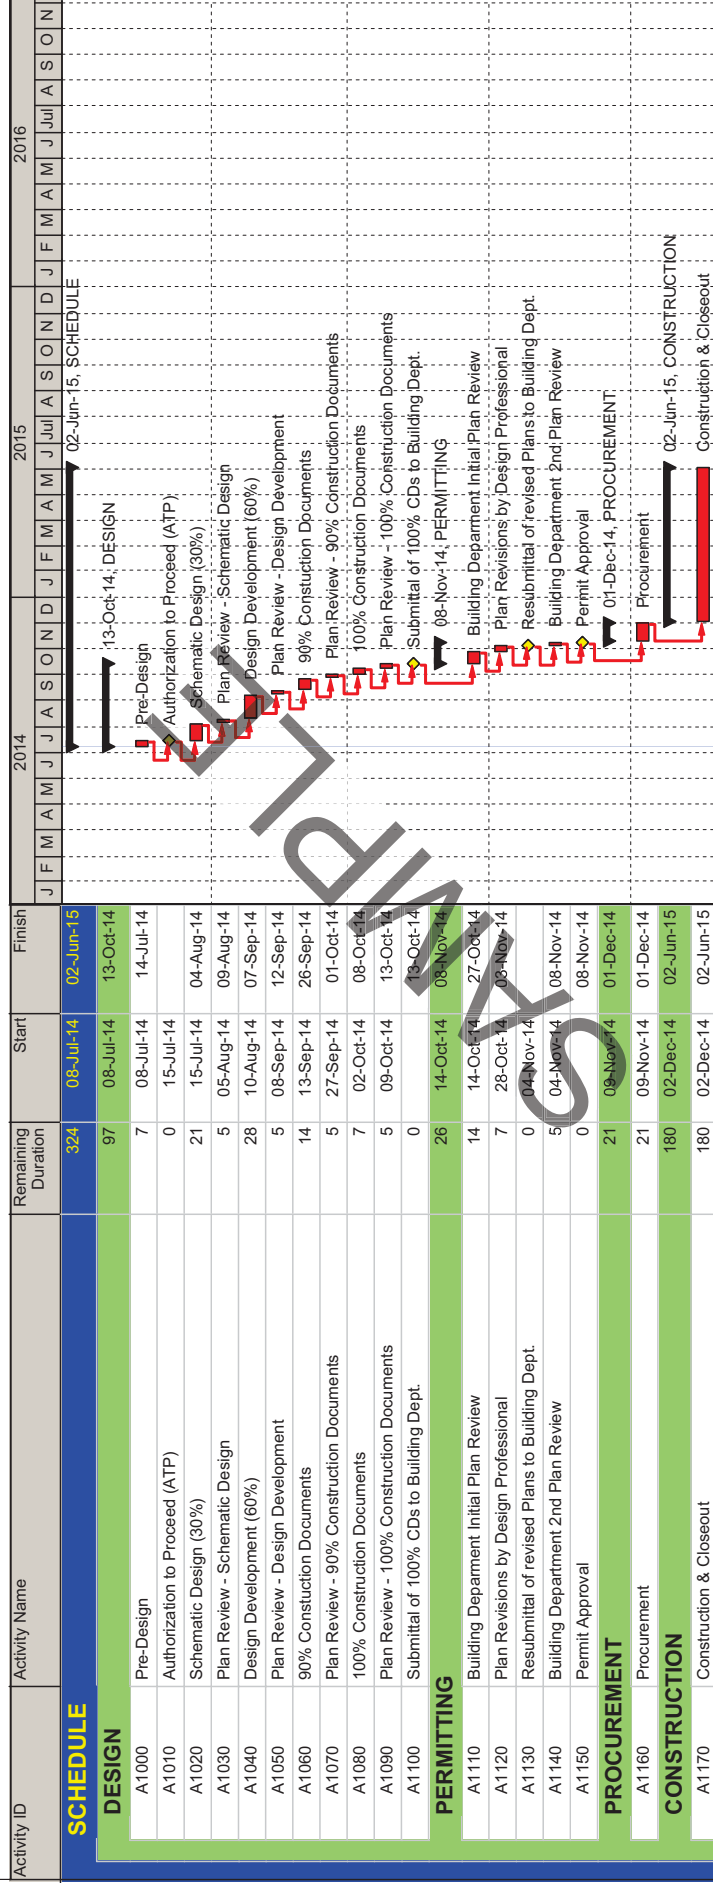 Activity ID Activity Name Remaining Duration Start Finish 2014 2015 2016
J F M A M J Jul A S O N D J F M A M J Jul A S O N D J F M A M J Jul A S O N
SCHEDULE 324 08-Jul-14 02-Jun-15 02-Jun-15, SCHEDULE
DESIGN 97 08-Jul-14 13-Oct-14 13-Oct-14, DESIGN
A1000 Pre-Design 7 08-Jul-14 14-Jul-14 Pre-Design
A1010 Authorization to Proceed (ATP) 0 15-Jul-14 Authorization to Proceed (ATP)
A1020 Schematic Design (30%) 21 15-Jul-14 04-Aug-14 Schematic Design (30%)
A1030 Plan Review - Schematic Design 5 05-Aug-14 09-Aug-14 Plan Review - Schematic Design
A1040 Design Development (60%) 28 10-Aug-14 07-Sep-14 Design Development (60%)
A1050 Plan Review - Design Development 5 08-Sep-14 12-Sep-14 Plan Review - Design Development
A1060 90% Constuction Documents 14 13-Sep-14 26-Sep-14 90% Constuction Documents
A1070 Plan Review - 90% Construction Documents 5 27-Sep-14 01-Oct-14 Plan Review - 90% Construction Documents
A1080 100% Construction Documents 7 02-Oct-14 08-Oct-14 100% Construction Documents
A1090 Plan Review - 100% Construction Documents 5 09-Oct-14 13-Oct-14 Plan Review - 100% Construction Documents
A1100 Submittal of 100% CDs to Building Dept. 0 13-Oct-14 Submittal of 100% CDs to Building Dept.
PERMITTING 26 14-Oct-14 08-Nov-14 08-Nov-14, PERMITTING
A1110 Building Deparment Initial Plan Review 14 14-Oct-14 27-Oct-14 Building Deparment Initial Plan Review
A1120 Plan Revisions by Design Professional 7 28-Oct-14 03-Nov-14 Plan Revisions by Design Professional
A1130 Resubmittal of revised Plans to Building Dept. 0 04-Nov-14 Resubmittal of revised Plans to Building Dept.
A1140 Building Department 2nd Plan Review 5 04-Nov-14 08-Nov-14 Building Department 2nd Plan Review
A1150 Permit Approval 0 08-Nov-14 Permit Approval
PROCUREMENT 21 09-Nov-14 01-Dec-14 01-Dec-14, PROCUREMENT
A1160 Procurement 21 09-Nov-14 01-Dec-14 Procurement
CONSTRUCTION 180 02-Dec-14 02-Jun-15 02-Jun-15, CONSTRUCTION
A1170 Construction & Closeout 180 02-Dec-14 02-Jun-15 Construction & Closeout
SAMPLE